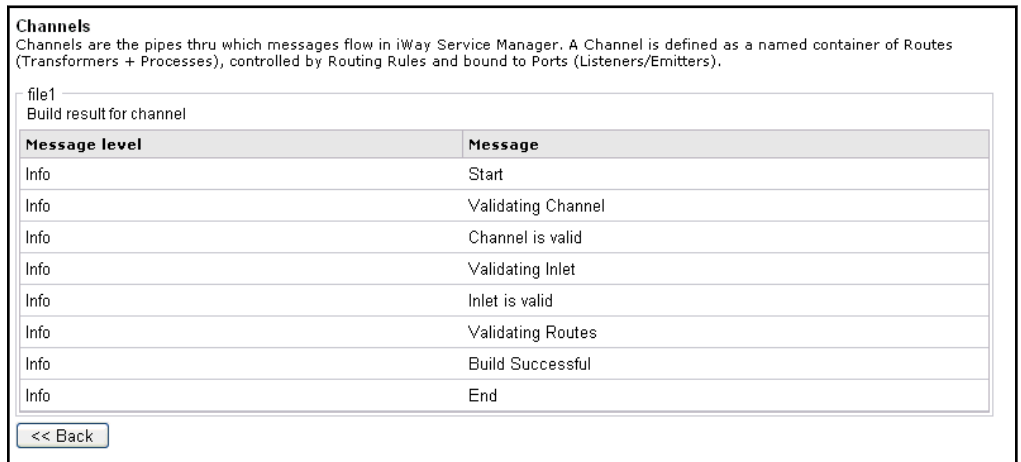 Channels
Channels are the pipes thru which messages flow in iWay Service Manager. A Channel is defined as a named container of Routes
(Transformers + Processes), controlled by Routing Rules and bound to Ports (Listeners/Emitters).
file1
Build result for channel
Message level Message
Info Start
Info Validating Channel
Info Channel is valid
Info Validating Inlet
Info Inlet is valid
Info Validating Routes
Info Build Successful
Info End
<< Back